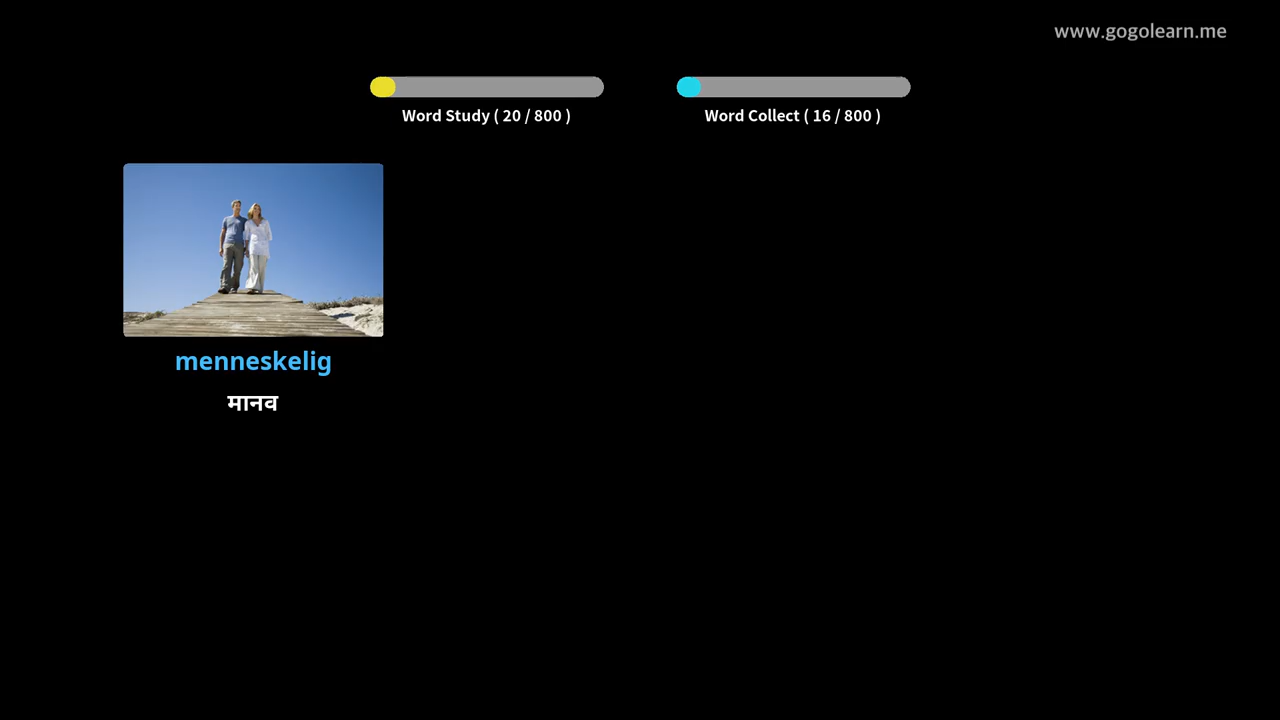 www.gogolearn.me
Word Study ( 20 / 800 )
Word Collect ( 16 / 800 )
menneskelig
मानव